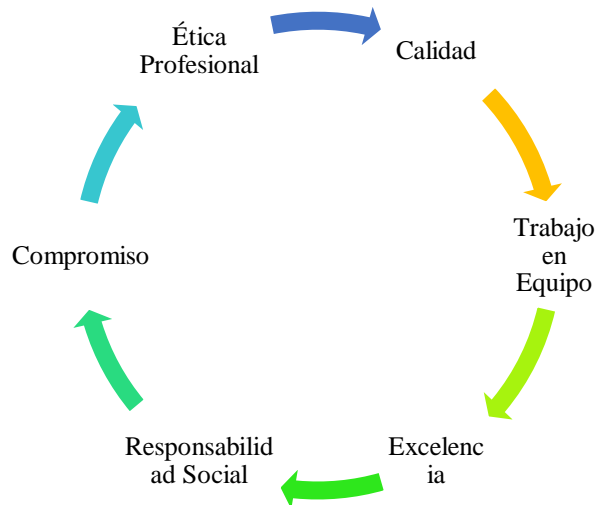 Ética
Profesional
Calidad
Trabajo
en
Equipo
Excelenc
ia
Responsabilid
ad Social
Compromiso